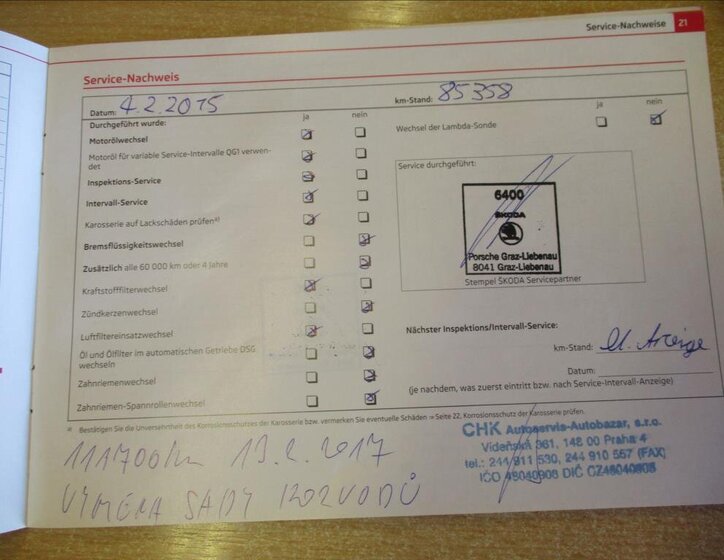 Service-Nachweise 21
Service-Nachweis
Datum: 4.2.2015 km-Stand: 85358
Durchgeführt wurde: ja nein ja nein
Motorölwechsel
Wechsel der Lambda-Sonde
Motoröl für variable Service-Intervalle QG1 verwen-
det
Inspektions-Service
Intervall-Service
Karosserie auf Lackschäden prüfen a)
Bremsflüssigkeitswechsel
Zusätzlich alle 60 000 km oder 4 Jahre
Kraftstofffilterwechsel
Zündkerzenwechsel
Luftfiltereinsatzwechsel
Öl und Ölfilter im automatischen Getriebe DSG
wechseln
Zahnriemenwechsel
Zahnriemen-Spannrollenwechsel
Service durchgeführt:
6400
ŠKODA
Porsche Graz-Liebenau
8041 Graz-Liebenau
Stempel ŠKODA Servicepartner
Nächster Inspektions/Intervall-Service:
km-Stand: lt. Anzeige
Datum:
(je nachdem, was zuerst eintritt bzw. nach Service-Intervall-Anzeige)
a) Bestätigen Sie die Unversehrtheit des Korrosionsschutzes der Karosserie bzw. vermerken Sie eventuelle Schäden ⇒ Seite 22, Korrosionsschutz der Karosserie prüfen.
CHK Autoservis-Autobazar, s.r.o.
Vídeňská 361, 148 00 Praha 4
tel.: 244 911 530, 244 910 557 (FAX)
IČO 48040908 DIČ CZ48040908
111700km 13.2.2017
VÝMĚNA SADY ROZVODŮ